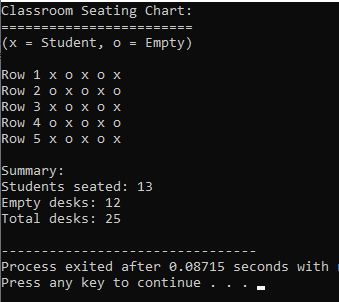 Classroom Seating Chart:
========================
(x = Student, o = Empty)
Row 1 x o x o x
Row 2 o x o x o
Row 3 x o x o x
Row 4 o x o x o
Row 5 x o x o x
Summary:
Students seated: 13
Empty desks: 12
Total desks: 25
--------------------------------
Process exited after 0.08715 seconds with
Press any key to continue . . .